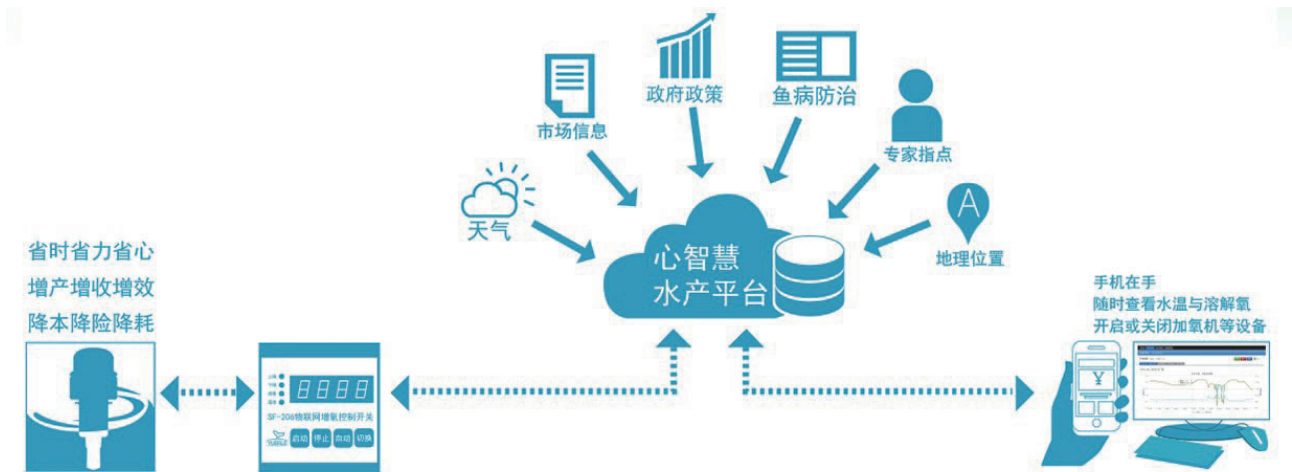 政府政策
鱼病防治
市场信息
专家指点
天气
地理位置
心智慧
水产平台
省时省力省心
增产增收增效
降本降险降耗
手机在手
随时查看水温与溶解氧
开启或关闭加氧机等设备
SF-206物联网增氧控制开关
启动 停止 自动 切换
A
¥
8888